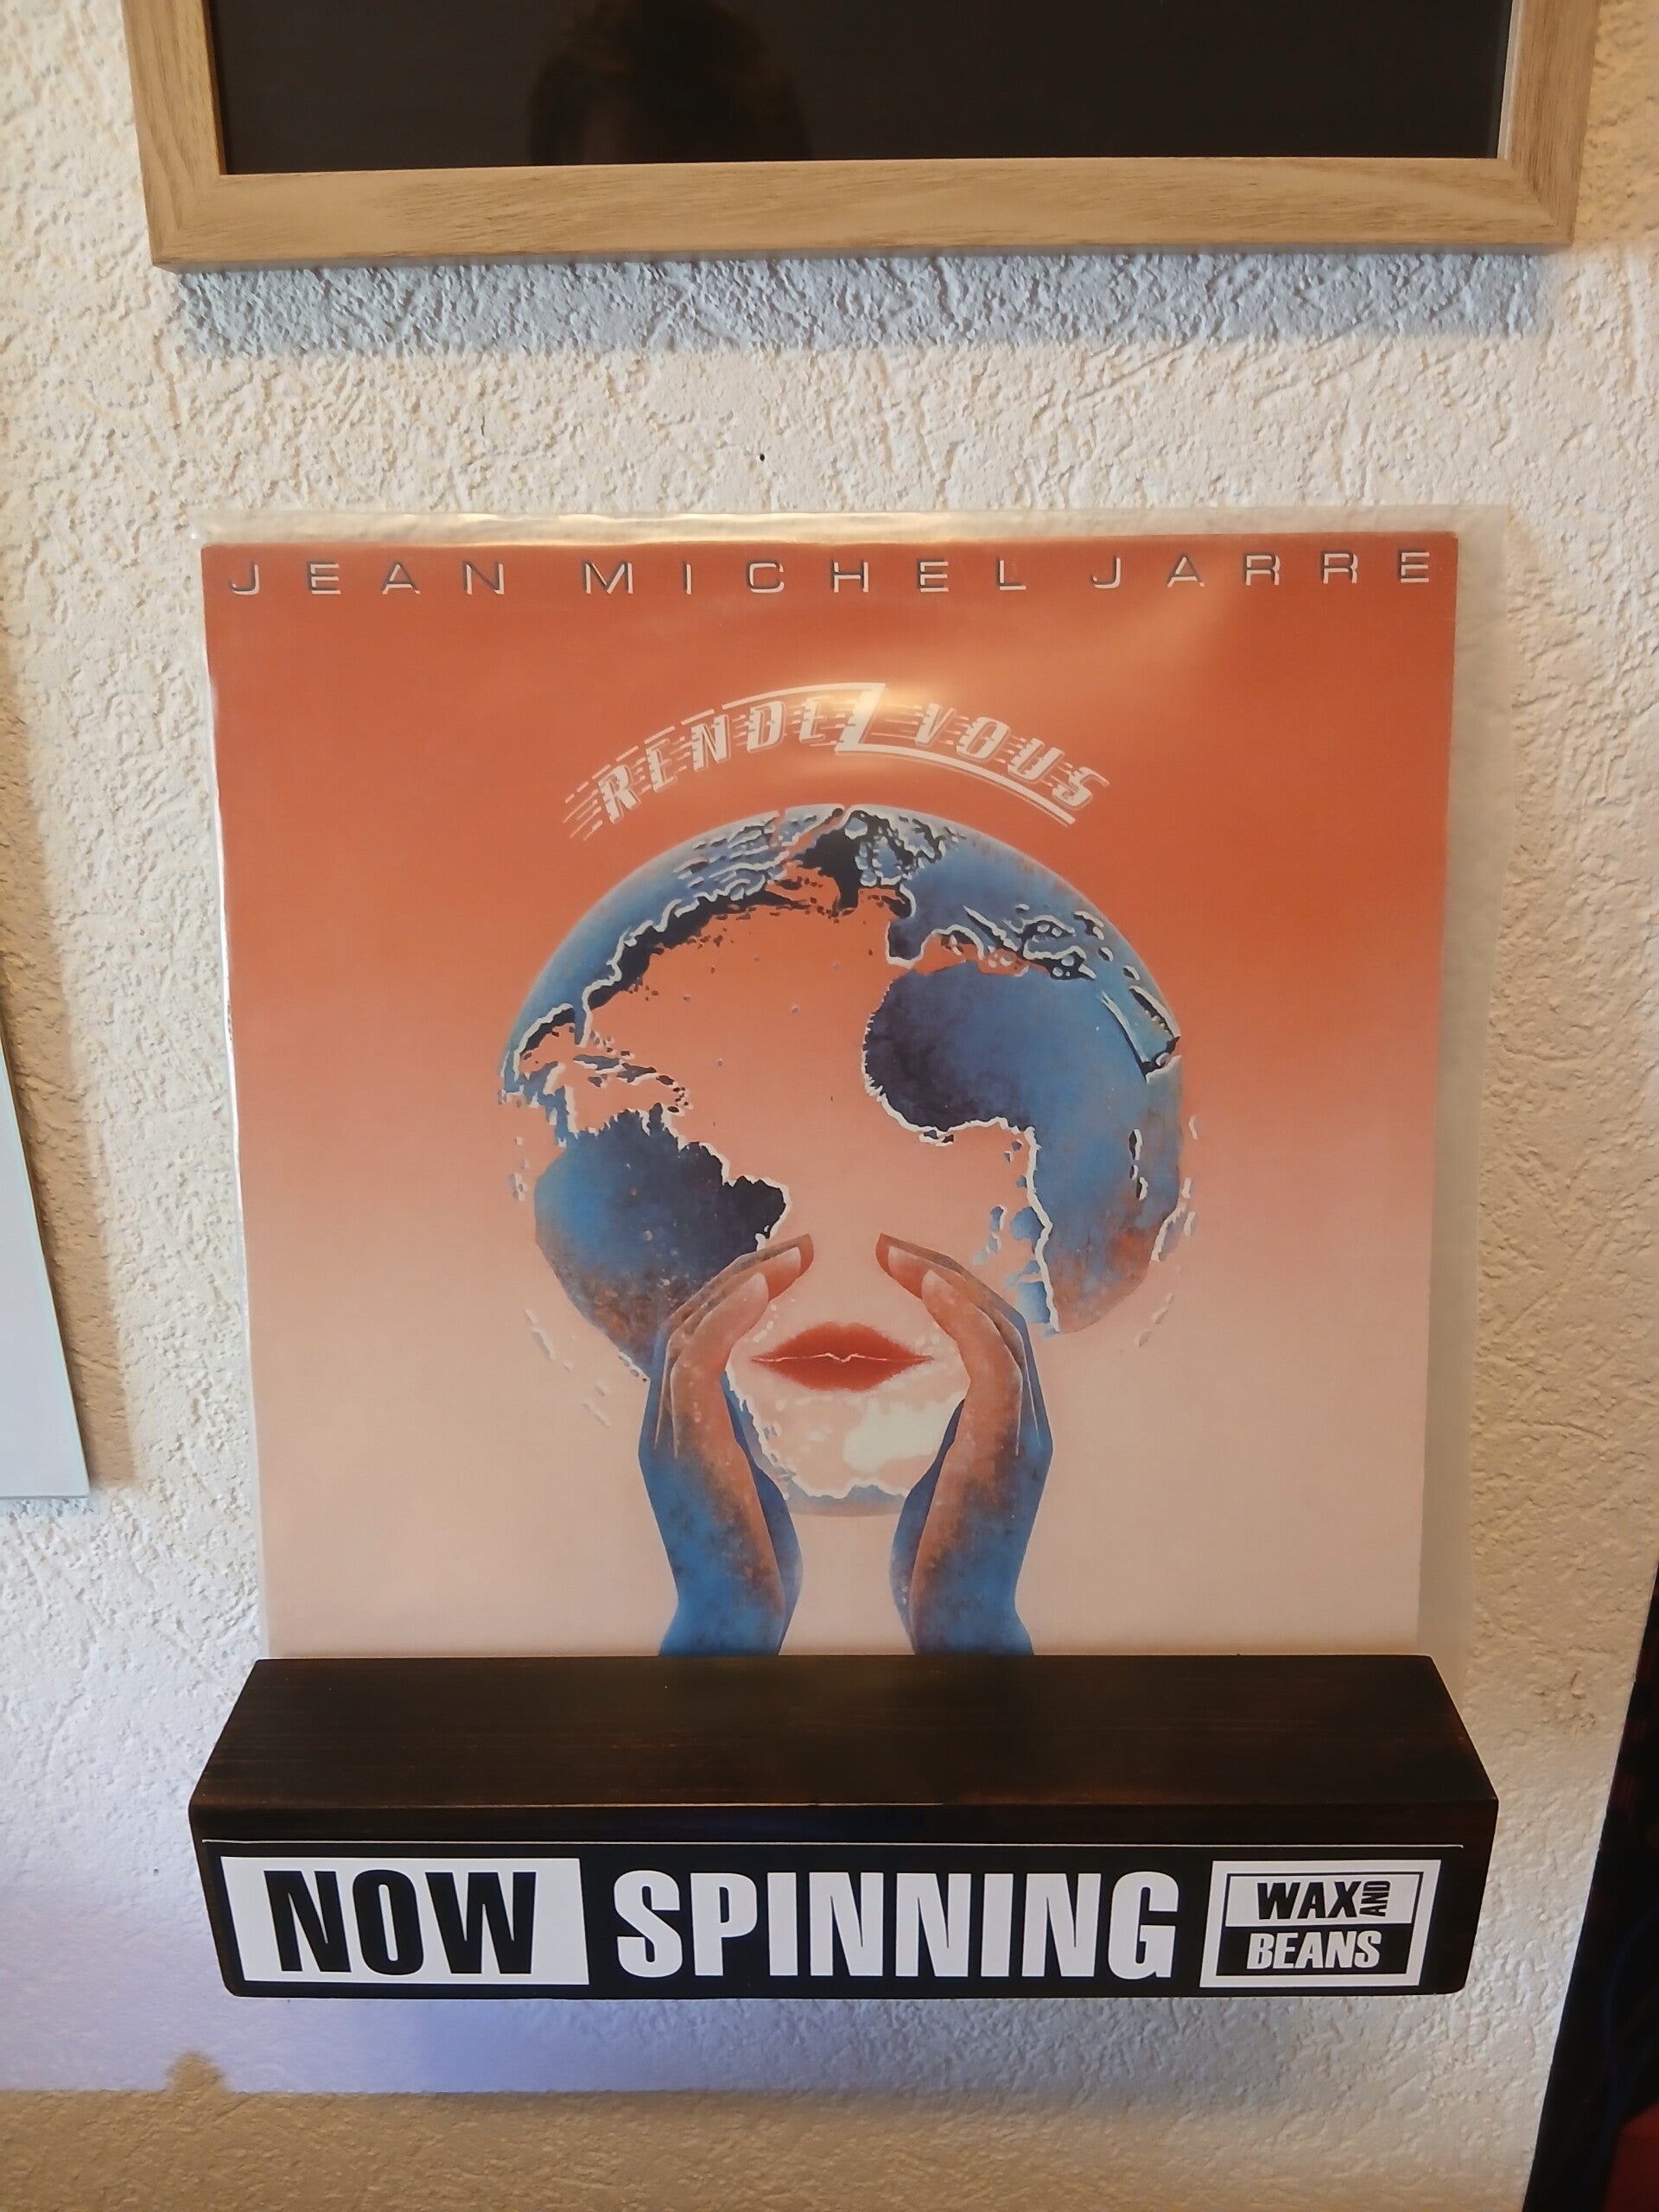 JEAN MICHEL JARRE
RENDEZ VOUS
NOW SPINNING
WAX AND
BEANS